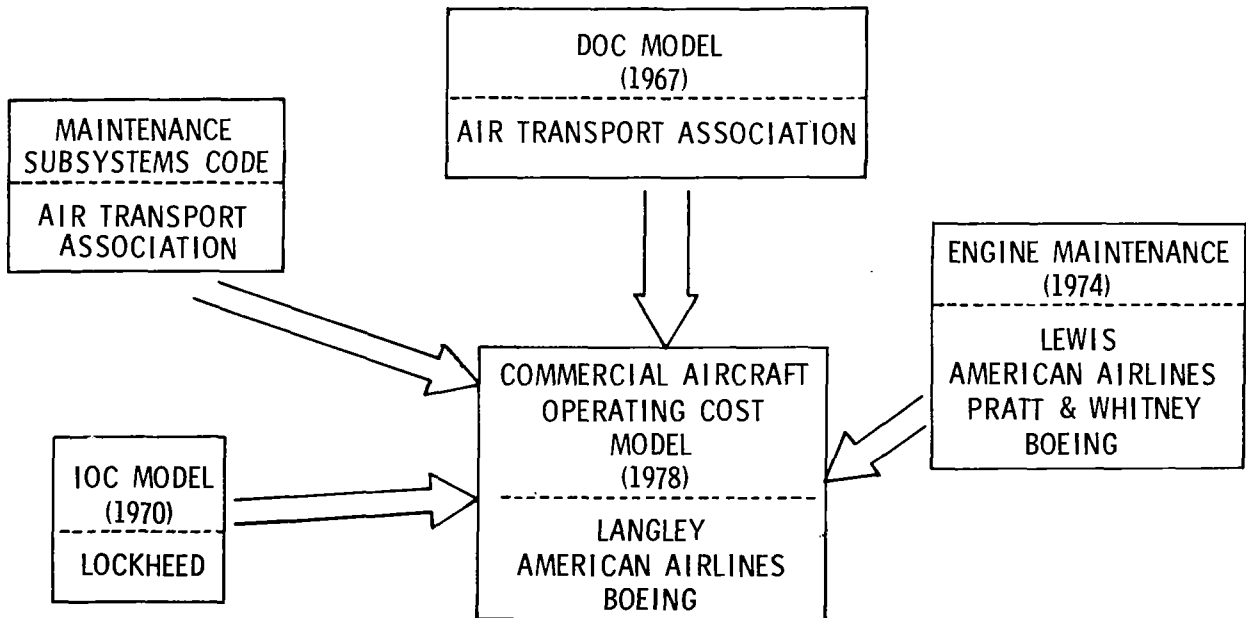 DOC MODEL
(1967)
AIR TRANSPORT ASSOCIATION
MAINTENANCE
SUBSYSTEMS CODE
AIR TRANSPORT
ASSOCIATION
ENGINE MAINTENANCE
(1974)
LEWIS
AMERICAN AIRLINES
PRATT & WHITNEY
BOEING
COMMERCIAL AIRCRAFT
OPERATING COST
MODEL
(1978)
LANGLEY
AMERICAN AIRLINES
BOEING
IOC MODEL
(1970)
LOCKHEED